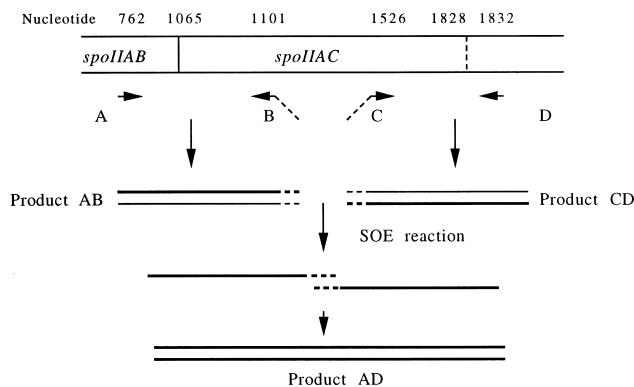 Nucleotide 762 1065 1101 1526 1828 1832
spoIIAB spoIIAC
A B C D
Product AB Product CD
SOE reaction
Product AD